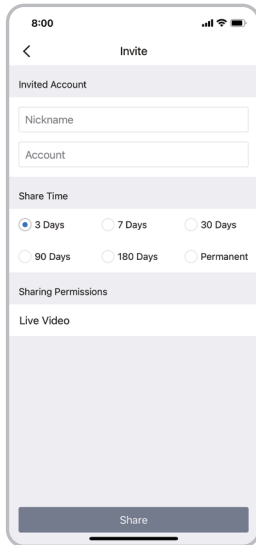 8:00
Invite
Invited Account
Nickname
Account
Share Time
3 Days 7 Days 30 Days
90 Days 180 Days Permanent
Sharing Permissions
Live Video
Share